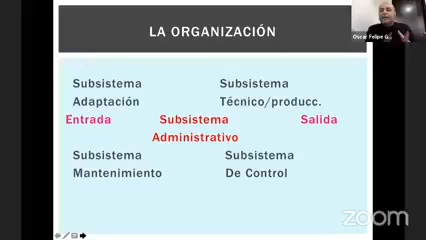 LA ORGANIZACIÓN
Oscar Felipe
Subsistema Subsistema
Adaptación Técnico/producc.
Entrada Subsistema Salida
Administrativo
Subsistema Subsistema
Mantenimiento De Control
zoom